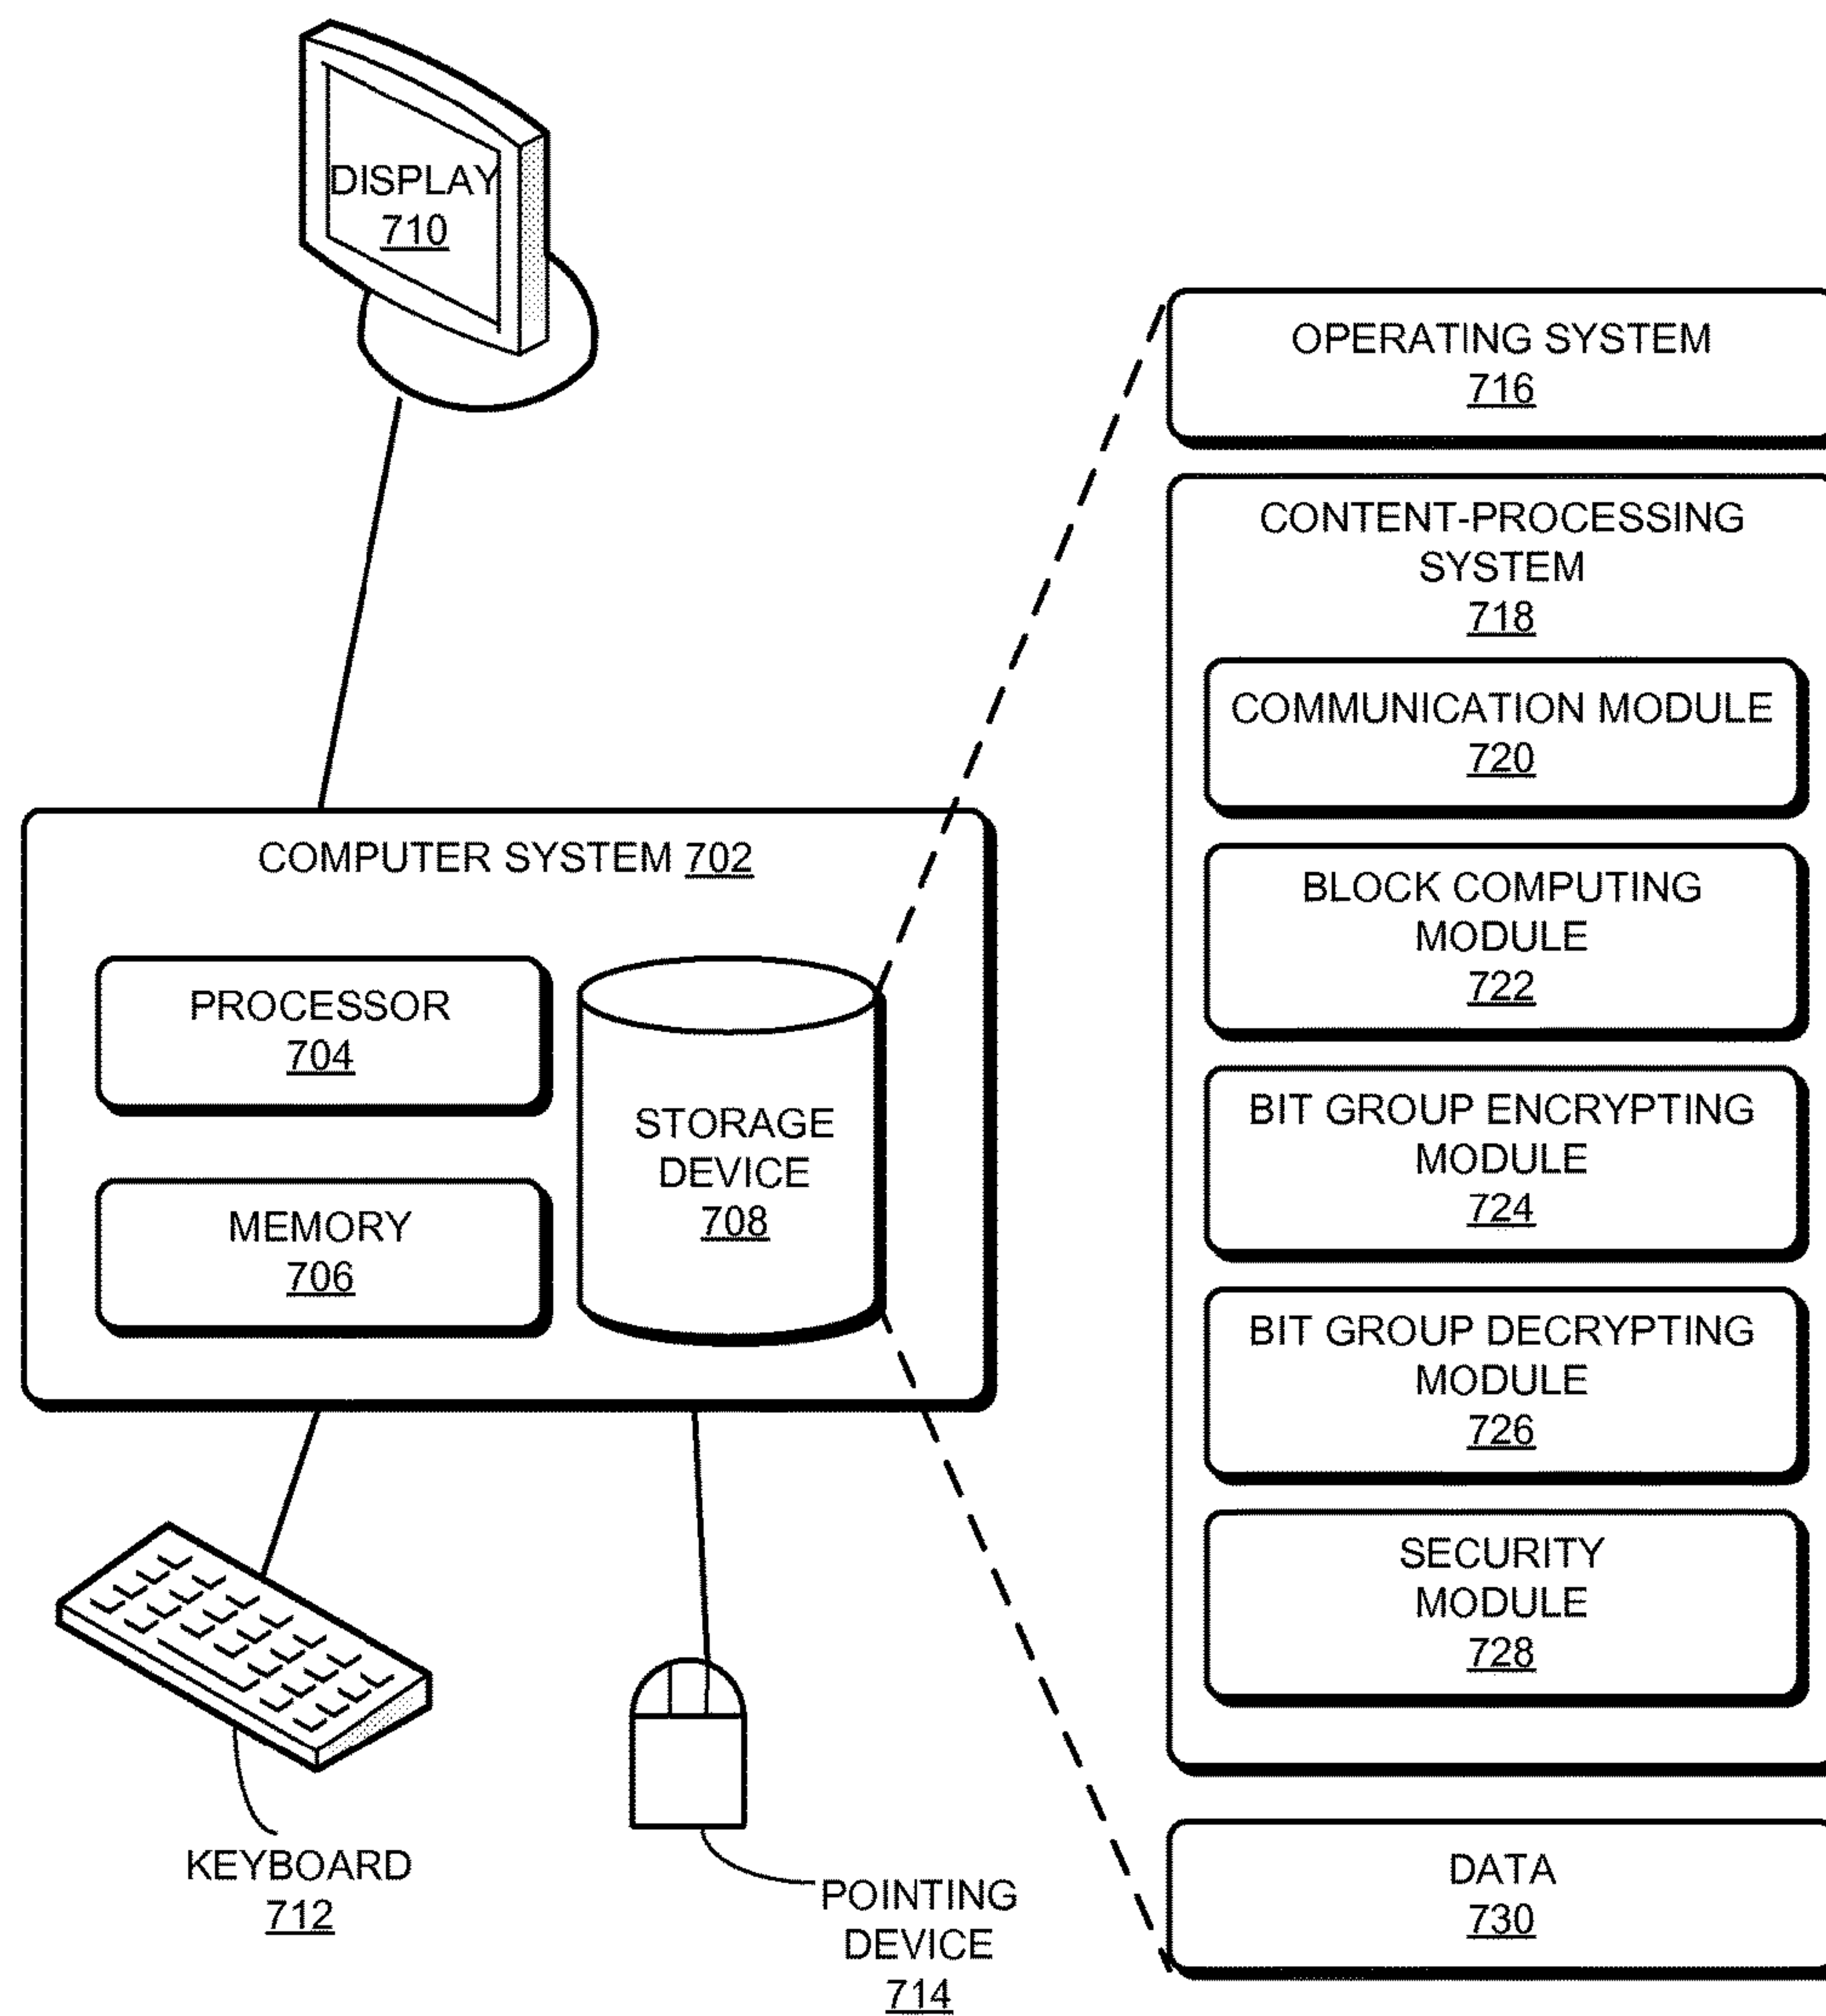 DISPLAY
710
COMPUTER SYSTEM 702
PROCESSOR
704
MEMORY
706
STORAGE
DEVICE
708
KEYBOARD
712
POINTING
DEVICE
714
OPERATING SYSTEM
716
CONTENT-PROCESSING
SYSTEM
718
COMMUNICATION MODULE
720
BLOCK COMPUTING
MODULE
722
BIT GROUP ENCRYPTING
MODULE
724
BIT GROUP DECRYPTING
MODULE
726
SECURITY
MODULE
728
DATA
730